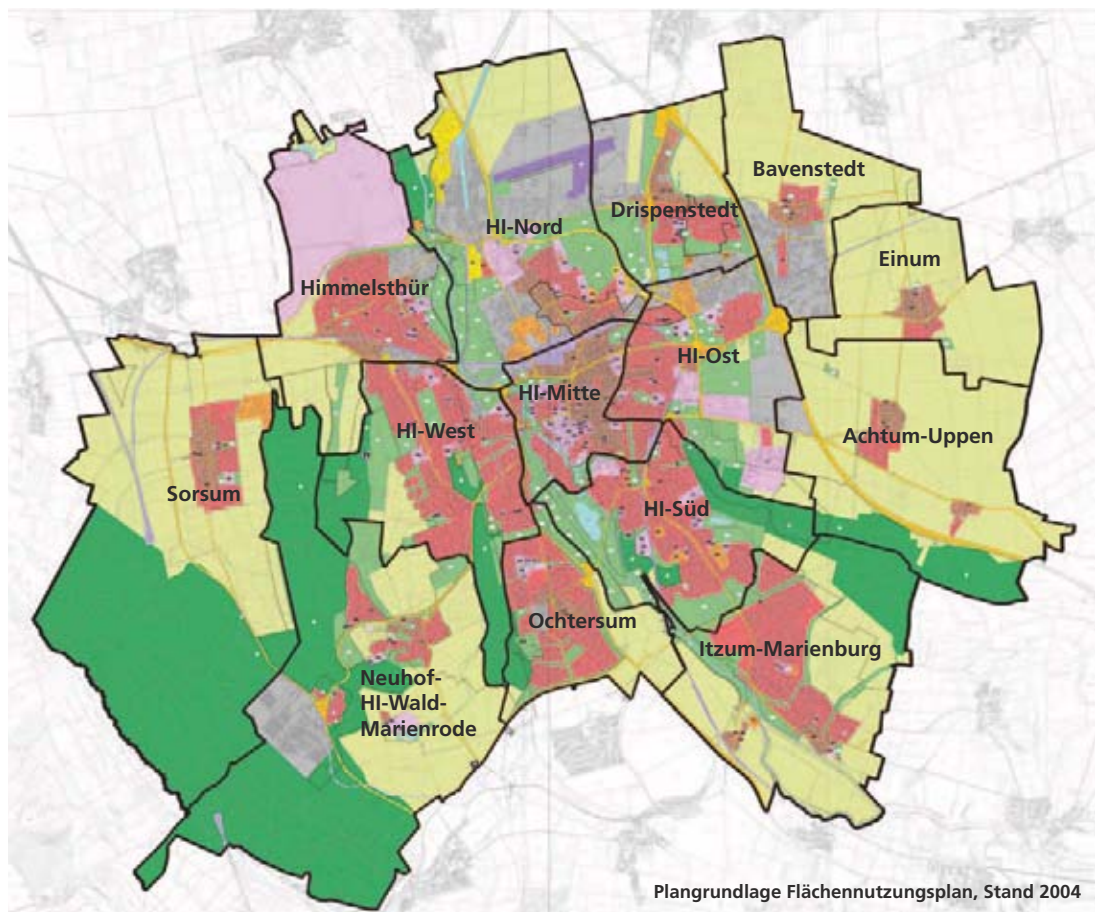 Bavenstedt
Drispenstedt
HI-Nord
Einum
Himmelsthür
HI-Ost
HI-Mitte
HI-West
Achtum-Uppen
Sorsum
HI-Süd
Ochtersum
Itzum-Marienburg
Neuhof-
HI-Wald-
Marienrode
Plangrundlage Flächennutzungsplan, Stand 2004